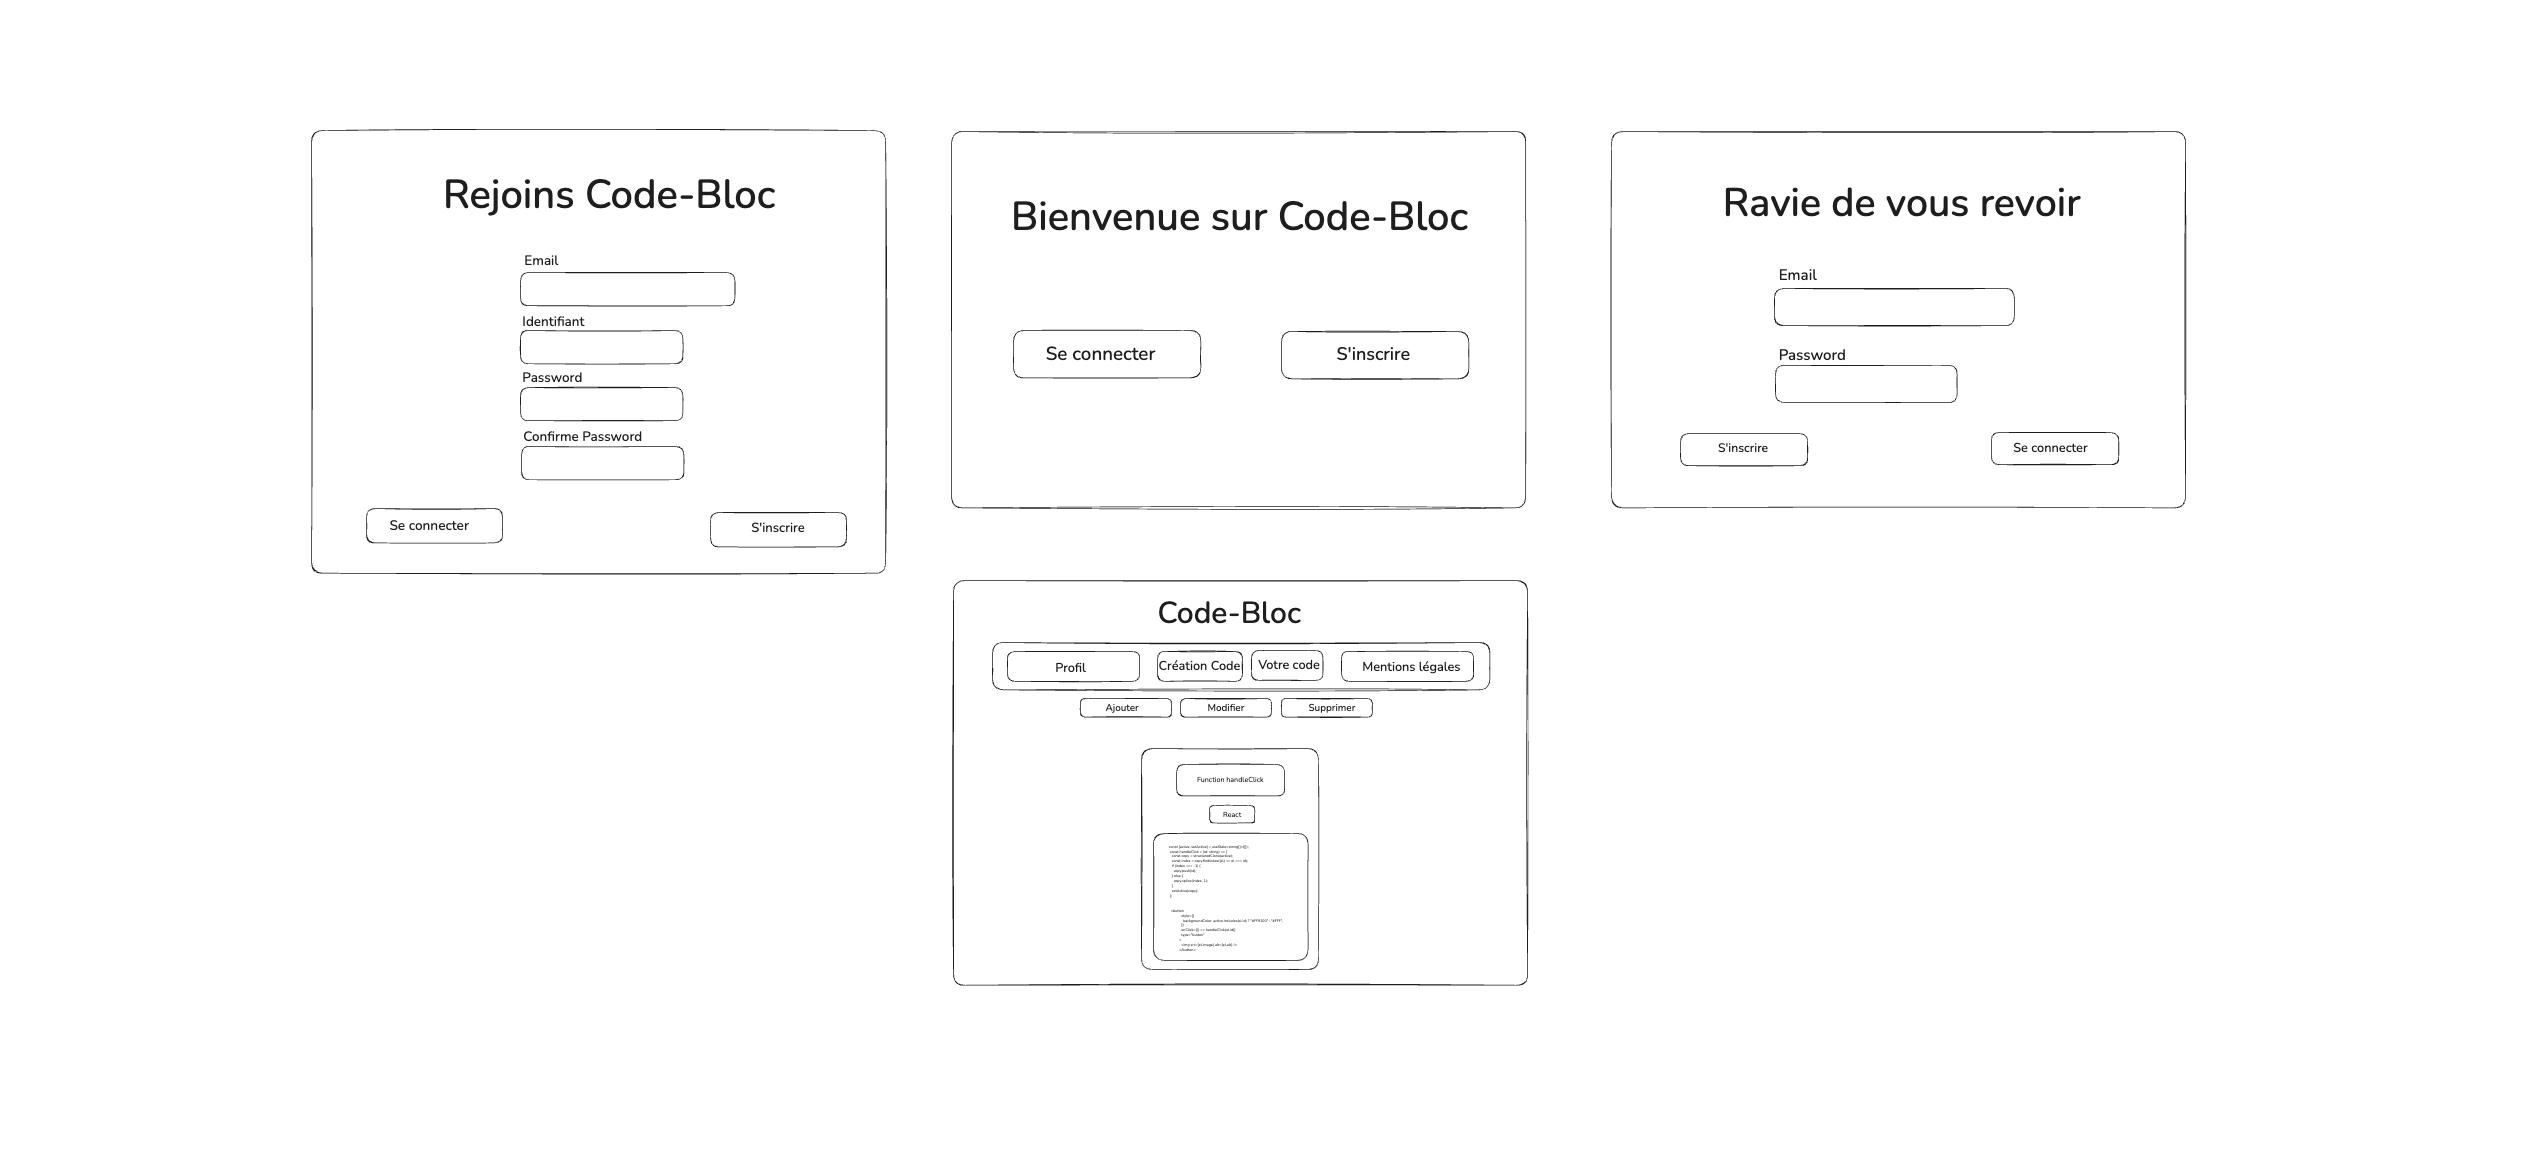 Rejoins Code-Bloc
Email
Identifiant
Password
Confirme Password
Se connecter
S'inscrire
Bienvenue sur Code-Bloc
Se connecter
S'inscrire
Ravie de vous revoir
Email
Password
S'inscrire
Se connecter
Code-Bloc
Profil
Création Code
Votre code
Mentions légales
Ajouter
Modifier
Supprimer
Function handleClick
React